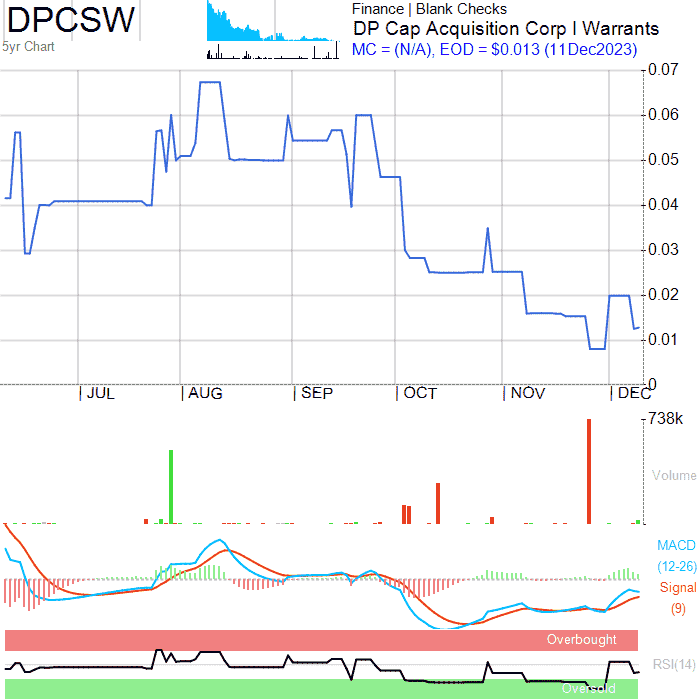 DPCSW
5yr Chart
Finance | Blank Checks
DP Cap Acquisition Corp I Warrants
MC = (N/A), EOD = $0.013 (11Dec2023)
0.07
0.06
0.05
0.04
0.03
0.02
0.01
0
| JUL | AUG | SEP | OCT | NOV | DEC
738k
Volume
MACD
(12-26)
Signal
(9)
Overbought
RSI(14)
Oversold